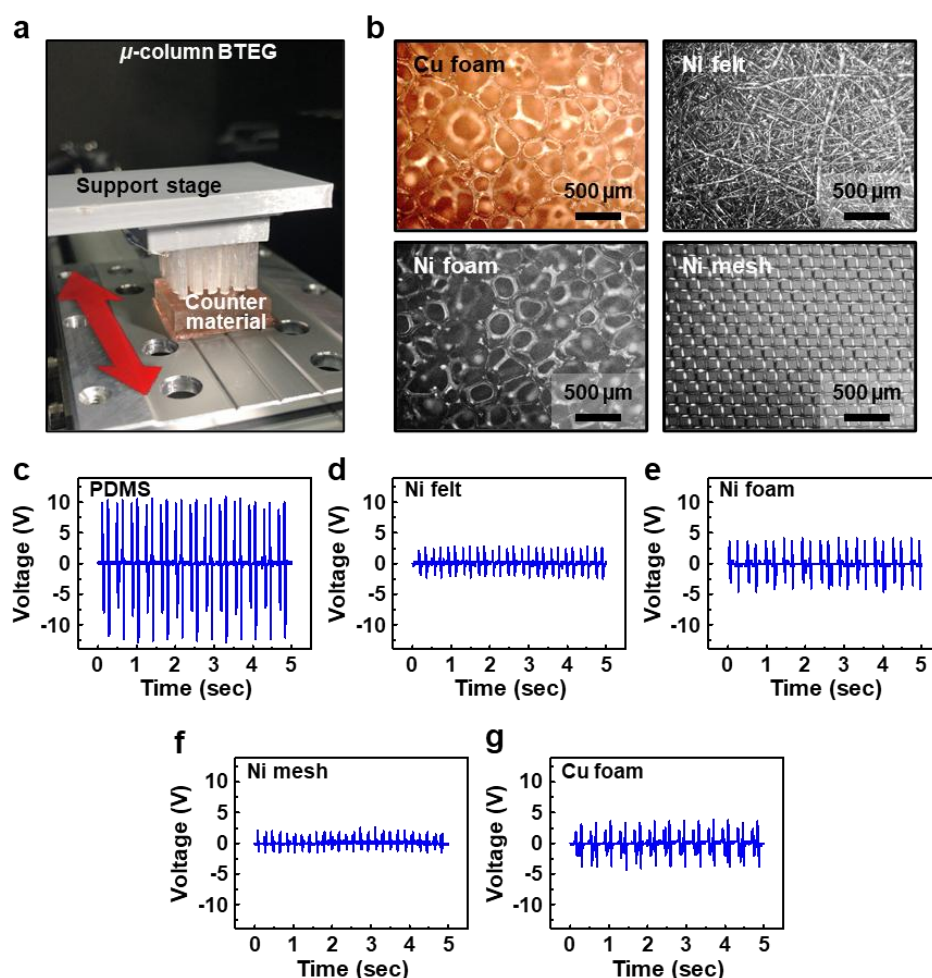 a
μ-column BTEG
Support stage
Counter
material
b
Cu foam
500 μm
Ni felt
500 μm
Ni foam
500 μm
Ni mesh
500 μm
c
PDMS
10
5
0
-5
-10
Voltage (V)
0 1 2 3 4 5
Time (sec)
d
Ni felt
10
5
0
-5
-10
Voltage (V)
0 1 2 3 4 5
Time (sec)
e
Ni foam
10
5
0
-5
-10
Voltage (V)
0 1 2 3 4 5
Time (sec)
f
Ni mesh
10
5
0
-5
-10
Voltage (V)
0 1 2 3 4 5
Time (sec)
g
Cu foam
10
5
0
-5
-10
Voltage (V)
0 1 2 3 4 5
Time (sec)